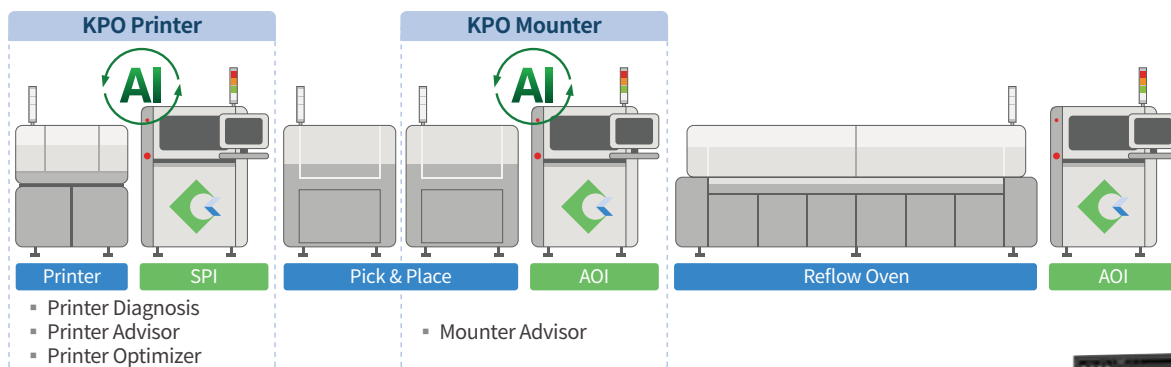 KPO Printer
KPO Mounter
AI
AI
Printer
SPI
Pick & Place
AOI
Reflow Oven
AOI
▪ Printer Diagnosis
▪ Printer Advisor
▪ Printer Optimizer
▪ Mounter Advisor